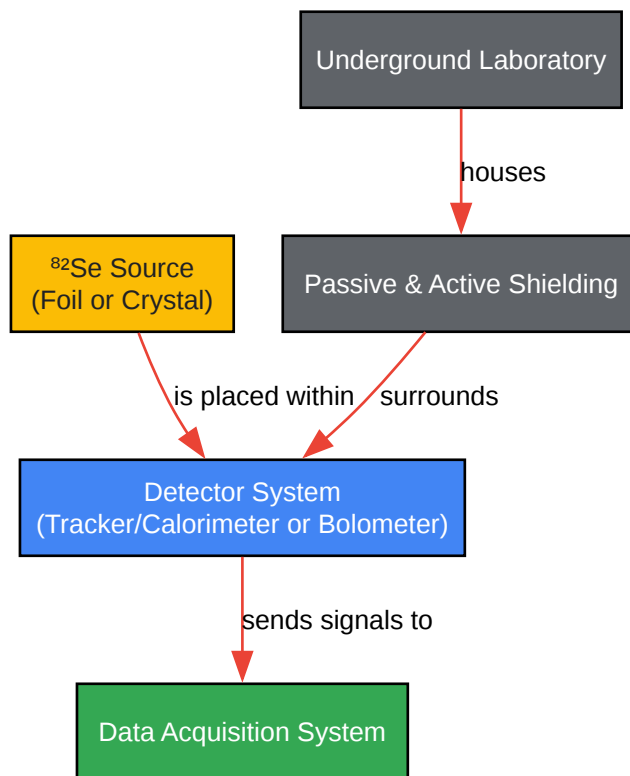 Underground Laboratory
houses
⁸²Se Source
(Foil or Crystal)
Passive & Active Shielding
is placed within
surrounds
Detector System
(Tracker/Calorimeter or Bolometer)
sends signals to
Data Acquisition System